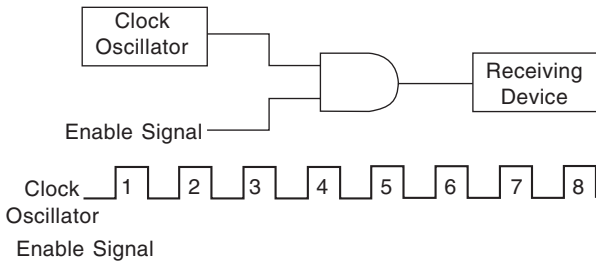 Clock
Oscillator
Receiving
Device
Enable Signal
Clock 1 2 3 4 5 6 7 8
Oscillator
Enable Signal